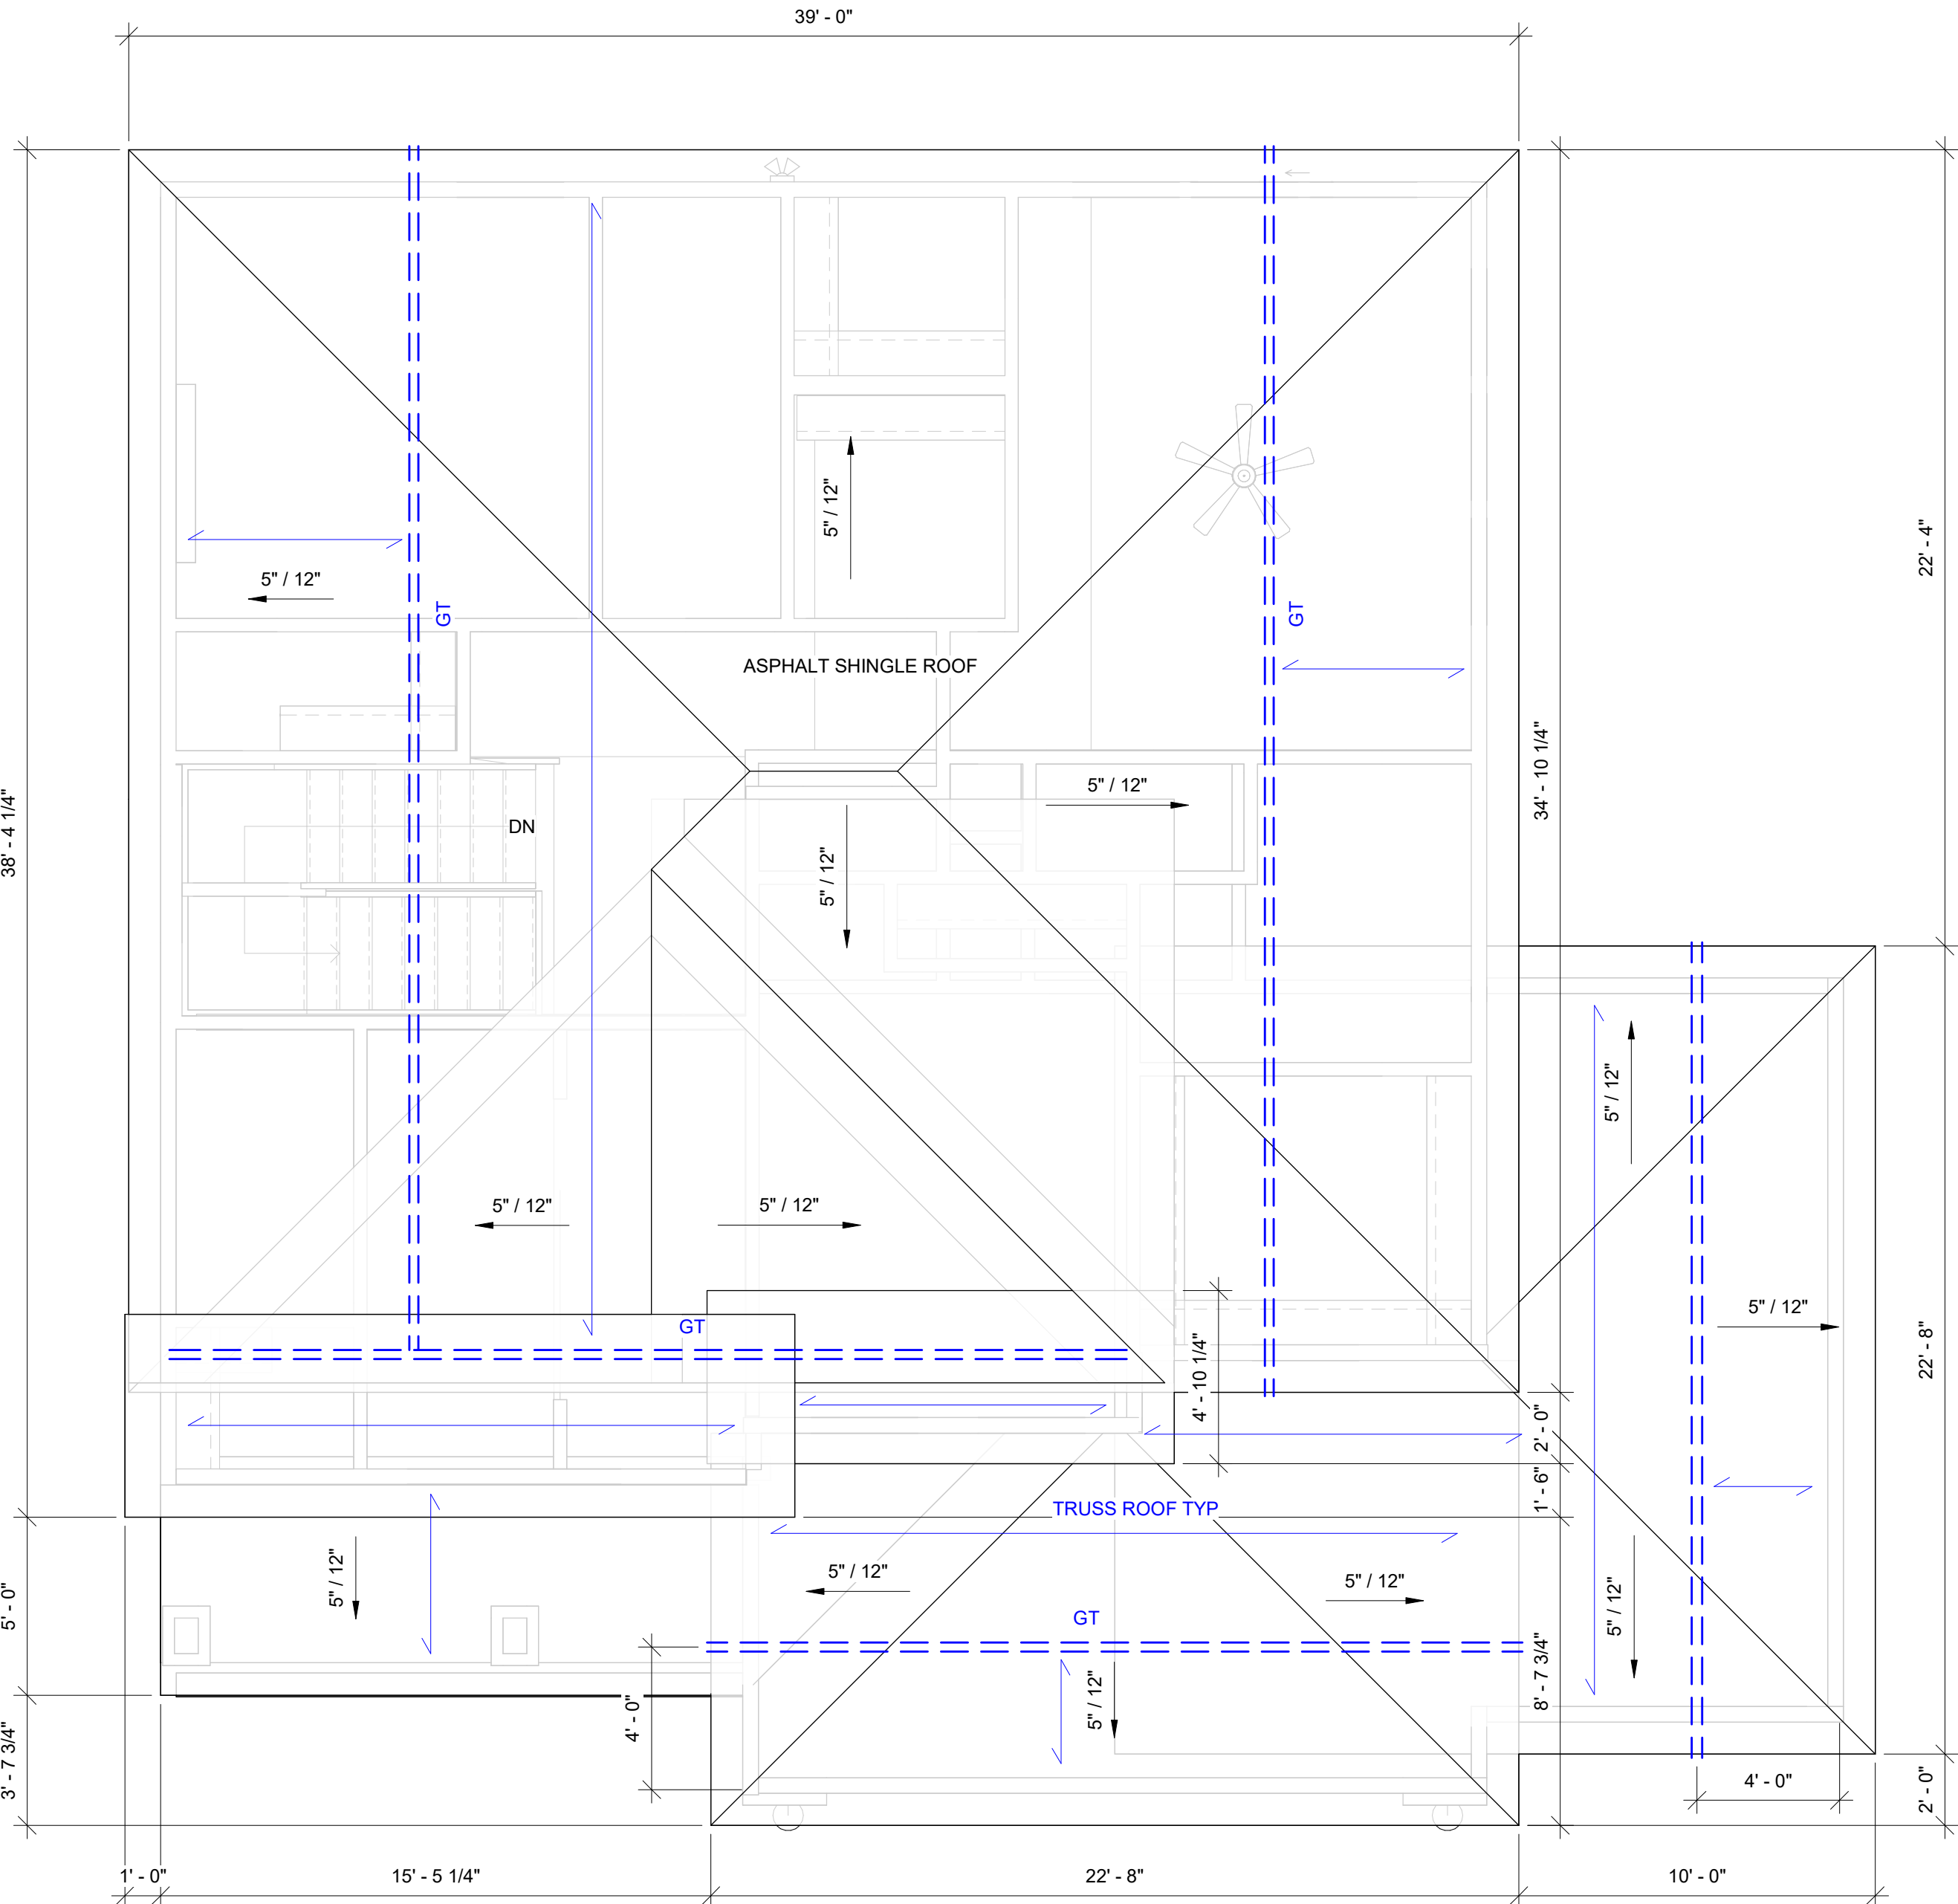 39' - 0"
5" / 12"
22' - 4"
5" / 12"
GT
GT
ASPHALT SHINGLE ROOF
34' - 10 1/4"
5" / 12"
38' - 4 1/4"
DN
5" / 12"
5" / 12"
5" / 12"
5" / 12"
5" / 12"
GT
4' - 10 1/4"
22' - 8"
2' - 0"
1' - 6"
TRUSS ROOF TYP
5" / 12"
5" / 12"
5" / 12"
5" / 12"
5' - 0"
GT
8' - 7 3/4"
5" / 12"
4' - 0"
3' - 7 3/4"
4' - 0"
2' - 0"
1' - 0"
15' - 5 1/4"
22' - 8"
10' - 0"